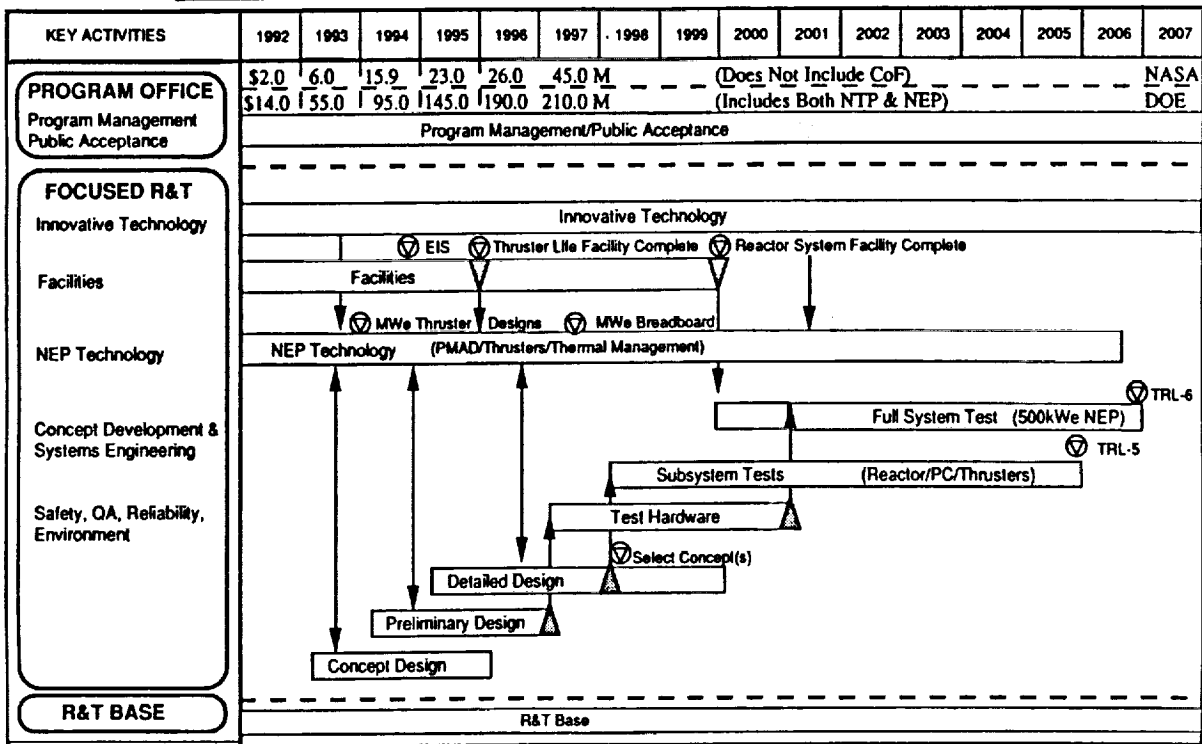 KEY ACTIVITIES 1992 1993 1994 1995 1996 1997 1998 1999 2000 2001 2002 2003 2004 2005 2006 2007
PROGRAM OFFICE
Program Management
Public Acceptance
$2.0 6.0 15.9 23.0 26.0 45.0 M (Does Not Include CoF) NASA
$14.0 55.0 95.0 145.0 190.0 210.0 M (Includes Both NTP & NEP) DOE
Program Management/Public Acceptance
FOCUSED R&T
Innovative Technology
Innovative Technology
EIS Thruster Life Facility Complete Reactor System Facility Complete
Facilities
Facilities
MWe Thruster Designs MWe Breadboard
NEP Technology
NEP Technology (PMAD/Thrusters/Thermal Management)
TRL-6
Full System Test (500kWe NEP)
Concept Development &
Systems Engineering
TRL-5
Subsystem Tests (Reactor/PC/Thrusters)
Safety, QA, Reliability,
Environment
Test Hardware
Select Concept(s)
Detailed Design
Preliminary Design
Concept Design
R&T BASE
R&T Base